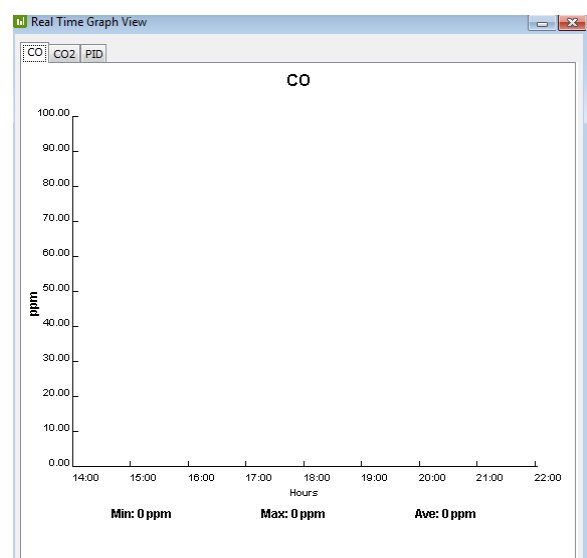 Real Time Graph View
CO CO2 PID
CO
100.00
90.00
80.00
70.00
60.00
50.00
ppm
40.00
30.00
20.00
10.00
0.00
14:00 15:00 16:00 17:00 18:00 19:00 20:00 21:00 22:00
Hours
Min: 0 ppm Max: 0 ppm Ave: 0 ppm